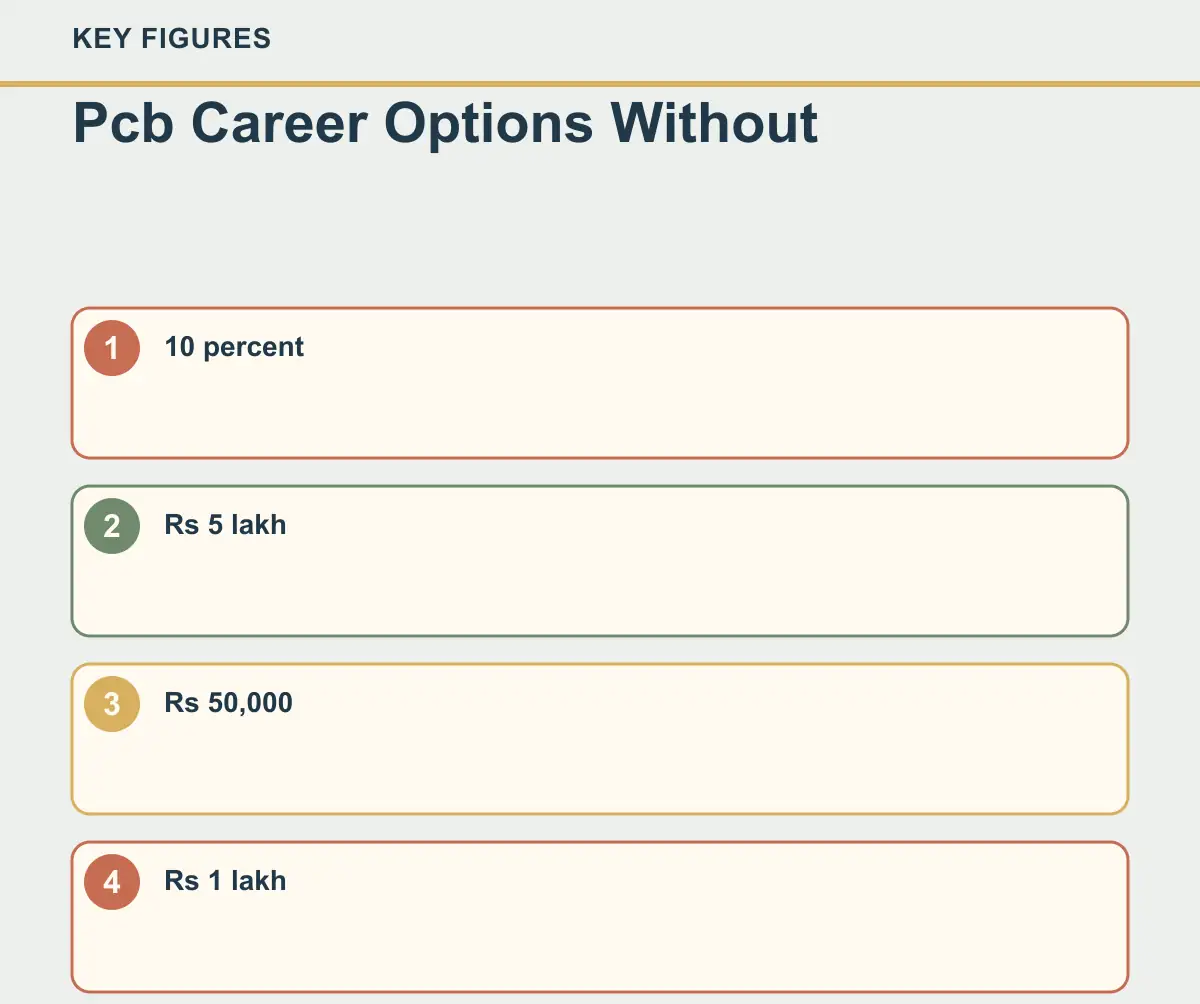 KEY FIGURES
Pcb Career Options Without
1 10 percent
2 Rs 5 lakh
3 Rs 50,000
4 Rs 1 lakh